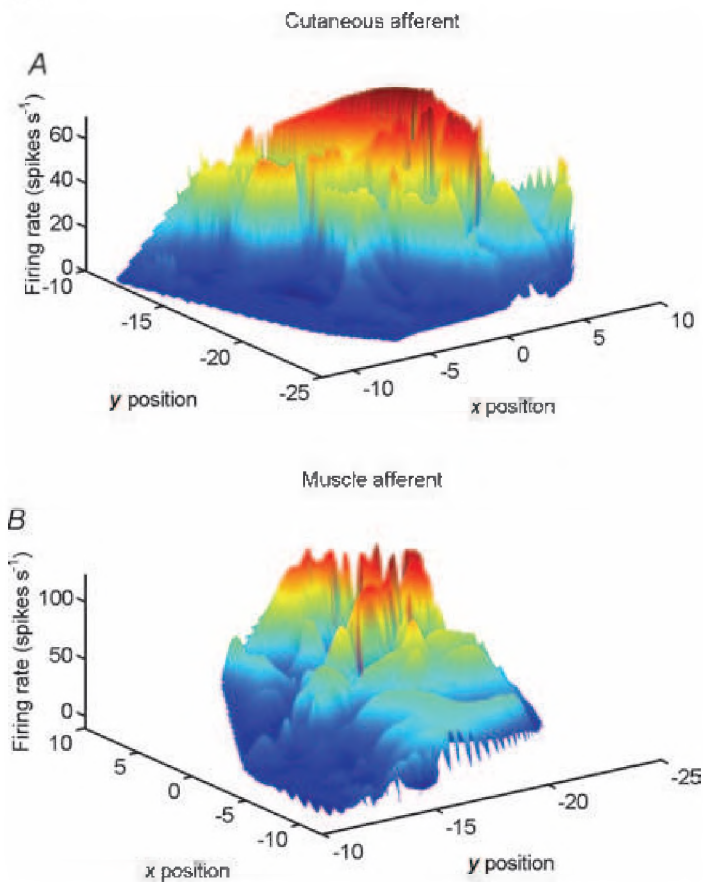 Cutaneous afferent
A
Firing rate (spikes s⁻¹)
60
40
20
0
-10
-15
-20
-25
y position
-10
-5
0
5
10
x position
Muscle afferent
B
Firing rate (spikes s⁻¹)
100
50
0
10
5
0
-5
-10
x position
-10
-15
-20
-25
y position